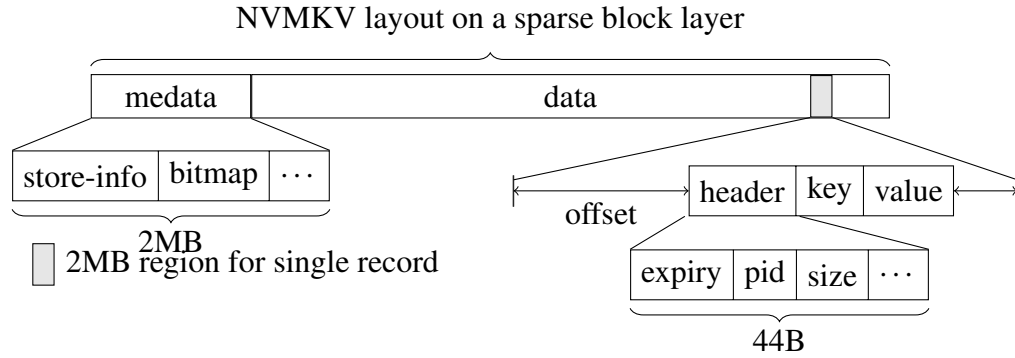 NVMKV layout on a sparse block layer
medata data
store-info bitmap ···
header key value
offset
2MB
2MB region for single record
expiry pid size ···
44B